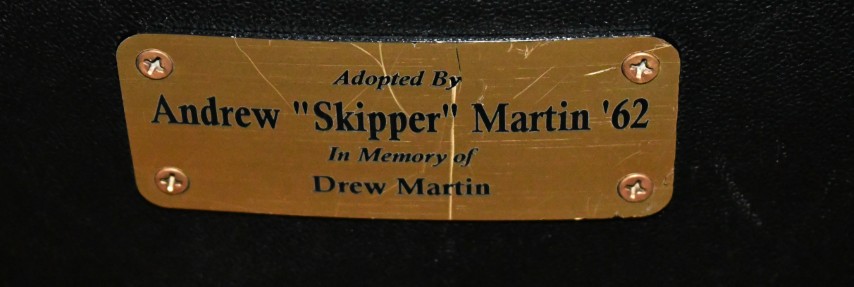 Adopted By
Andrew "Skipper" Martin '62
In Memory of
Drew Martin